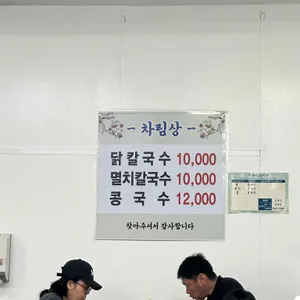 - 차림상 -
닭 칼 국 수 10,000
멸치칼국수 10,000
콩 국 수 12,000
찾아주셔서 감사합니다